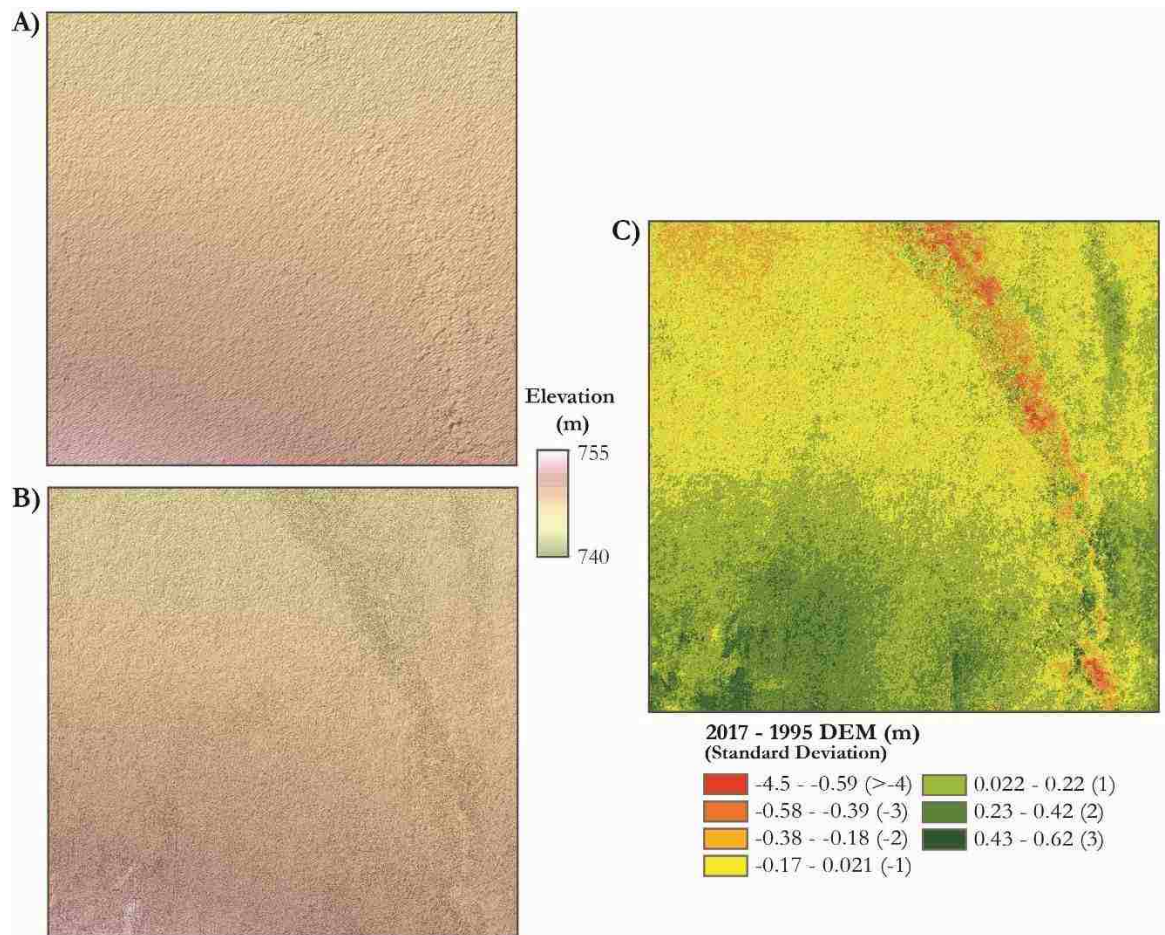 A)
B)
Elevation
(m)
755
740
C)
2017 - 1995 DEM (m)
(Standard Deviation)
-4.5 - -0.59 (>-4)
-0.58 - -0.39 (-3)
-0.38 - -0.18 (-2)
-0.17 - 0.021 (-1)
0.022 - 0.22 (1)
0.23 - 0.42 (2)
0.43 - 0.62 (3)